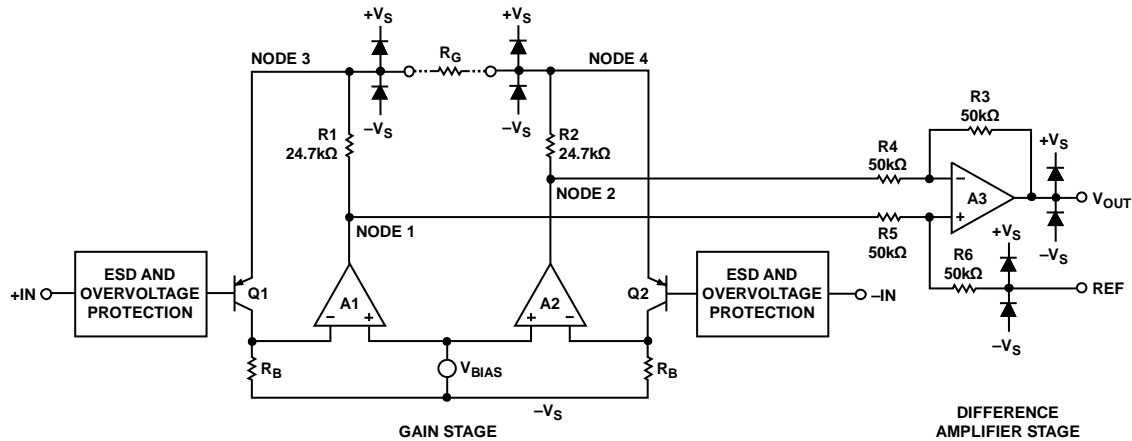 +VS
+VS
NODE 3
RG
NODE 4
–VS
–VS
R1
24.7kΩ
R2
24.7kΩ
R3
50kΩ
R4
50kΩ
+VS
NODE 2
–
A3
+
VOUT
NODE 1
R5
50kΩ
+VS
–VS
R6
50kΩ
+IN
ESD AND
OVERVOLTAGE
PROTECTION
Q1
A1
– +
A2
+ –
Q2
ESD AND
OVERVOLTAGE
PROTECTION
–IN
REF
–VS
RB
VBIAS
RB
–VS
GAIN STAGE
DIFFERENCE
AMPLIFIER STAGE